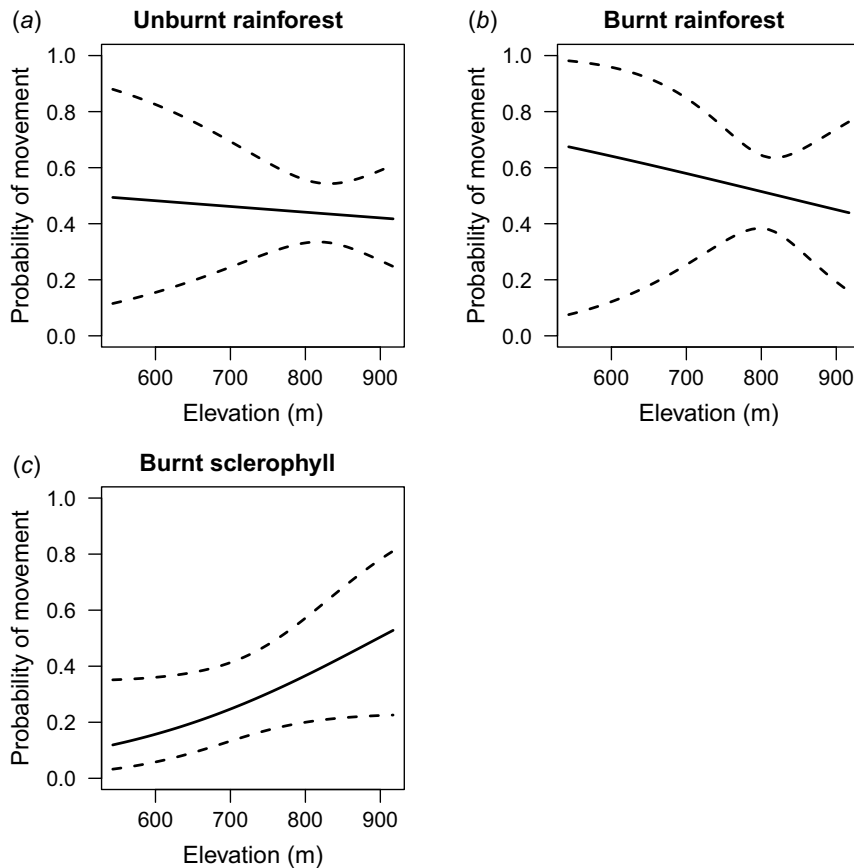 (a) Unburnt rainforest
Probability of movement
1.0
0.8
0.6
0.4
0.2
0.0
600 700 800 900
Elevation (m)
(b) Burnt rainforest
Probability of movement
1.0
0.8
0.6
0.4
0.2
0.0
600 700 800 900
Elevation (m)
(c) Burnt sclerophyll
Probability of movement
1.0
0.8
0.6
0.4
0.2
0.0
600 700 800 900
Elevation (m)